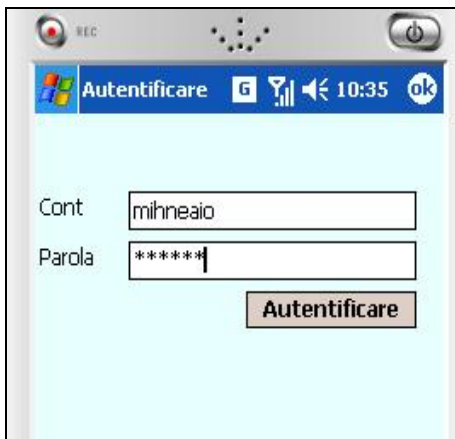 REC
Autentificare G 10:35 ok
Cont mihneaio
Parola ******
Autentificare